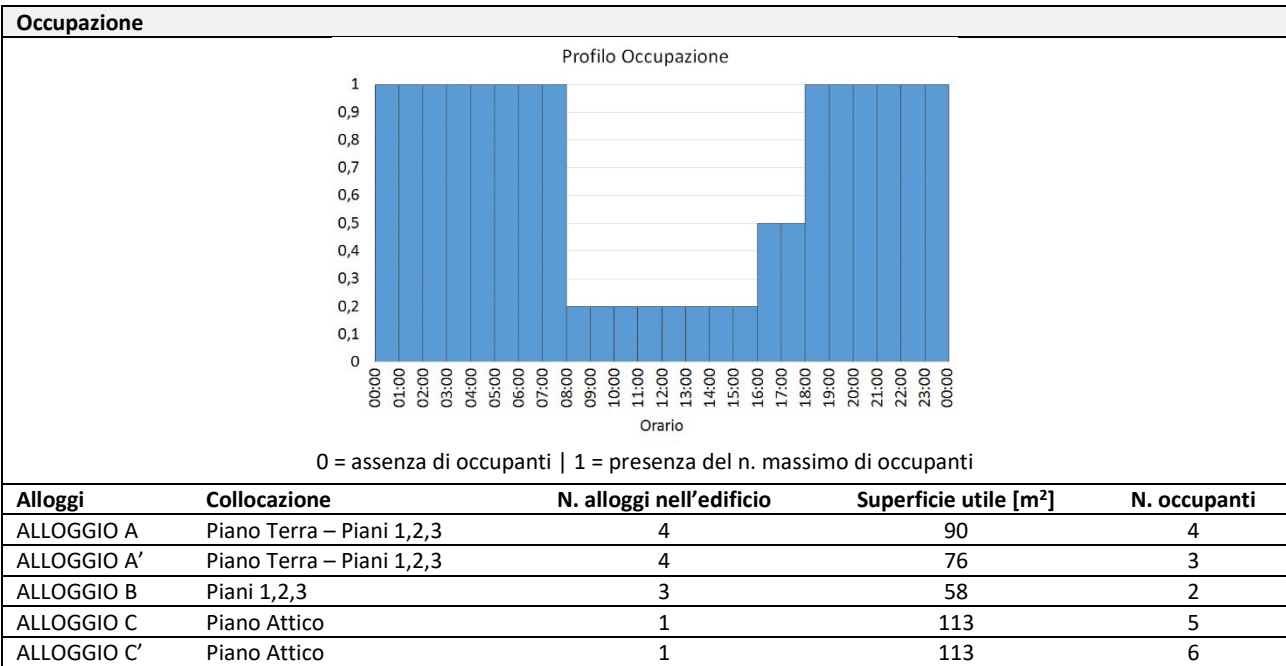 Occupazione
Profilo Occupazione
1
0,9
0,8
0,7
0,6
0,5
0,4
0,3
0,2
0,1
0
00:00 01:00 02:00 03:00 04:00 05:00 06:00 07:00 08:00 09:00 10:00 11:00 12:00 13:00 14:00 15:00 16:00 17:00 18:00 19:00 20:00 21:00 22:00 23:00 00:00
Orario
0 = assenza di occupanti | 1 = presenza del n. massimo di occupanti
Alloggi Collocazione N. alloggi nell’edificio Superficie utile [m²] N. occupanti
ALLOGGIO A Piano Terra – Piani 1,2,3 4 90 4
ALLOGGIO A’ Piano Terra – Piani 1,2,3 4 76 3
ALLOGGIO B Piani 1,2,3 3 58 2
ALLOGGIO C Piano Attico 1 113 5
ALLOGGIO C’ Piano Attico 1 113 6